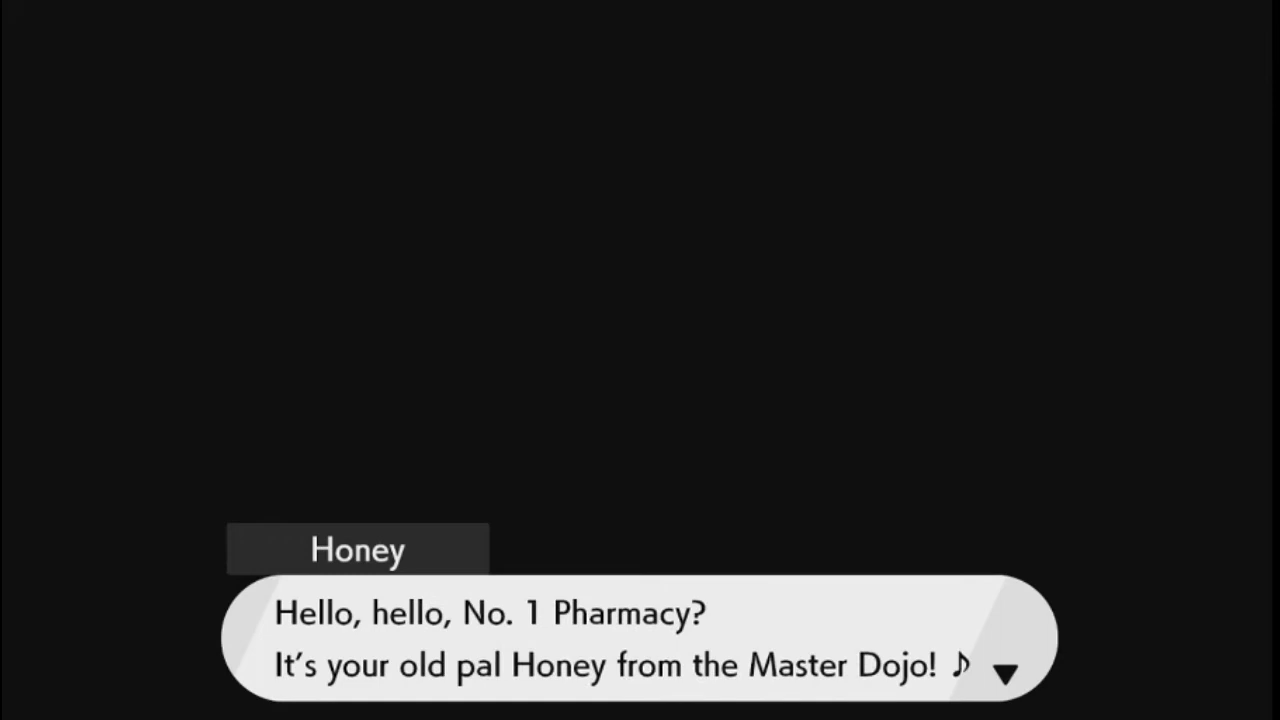 Honey
Hello, hello, No. 1 Pharmacy?
It's your old pal Honey from the Master Dojo! ♪